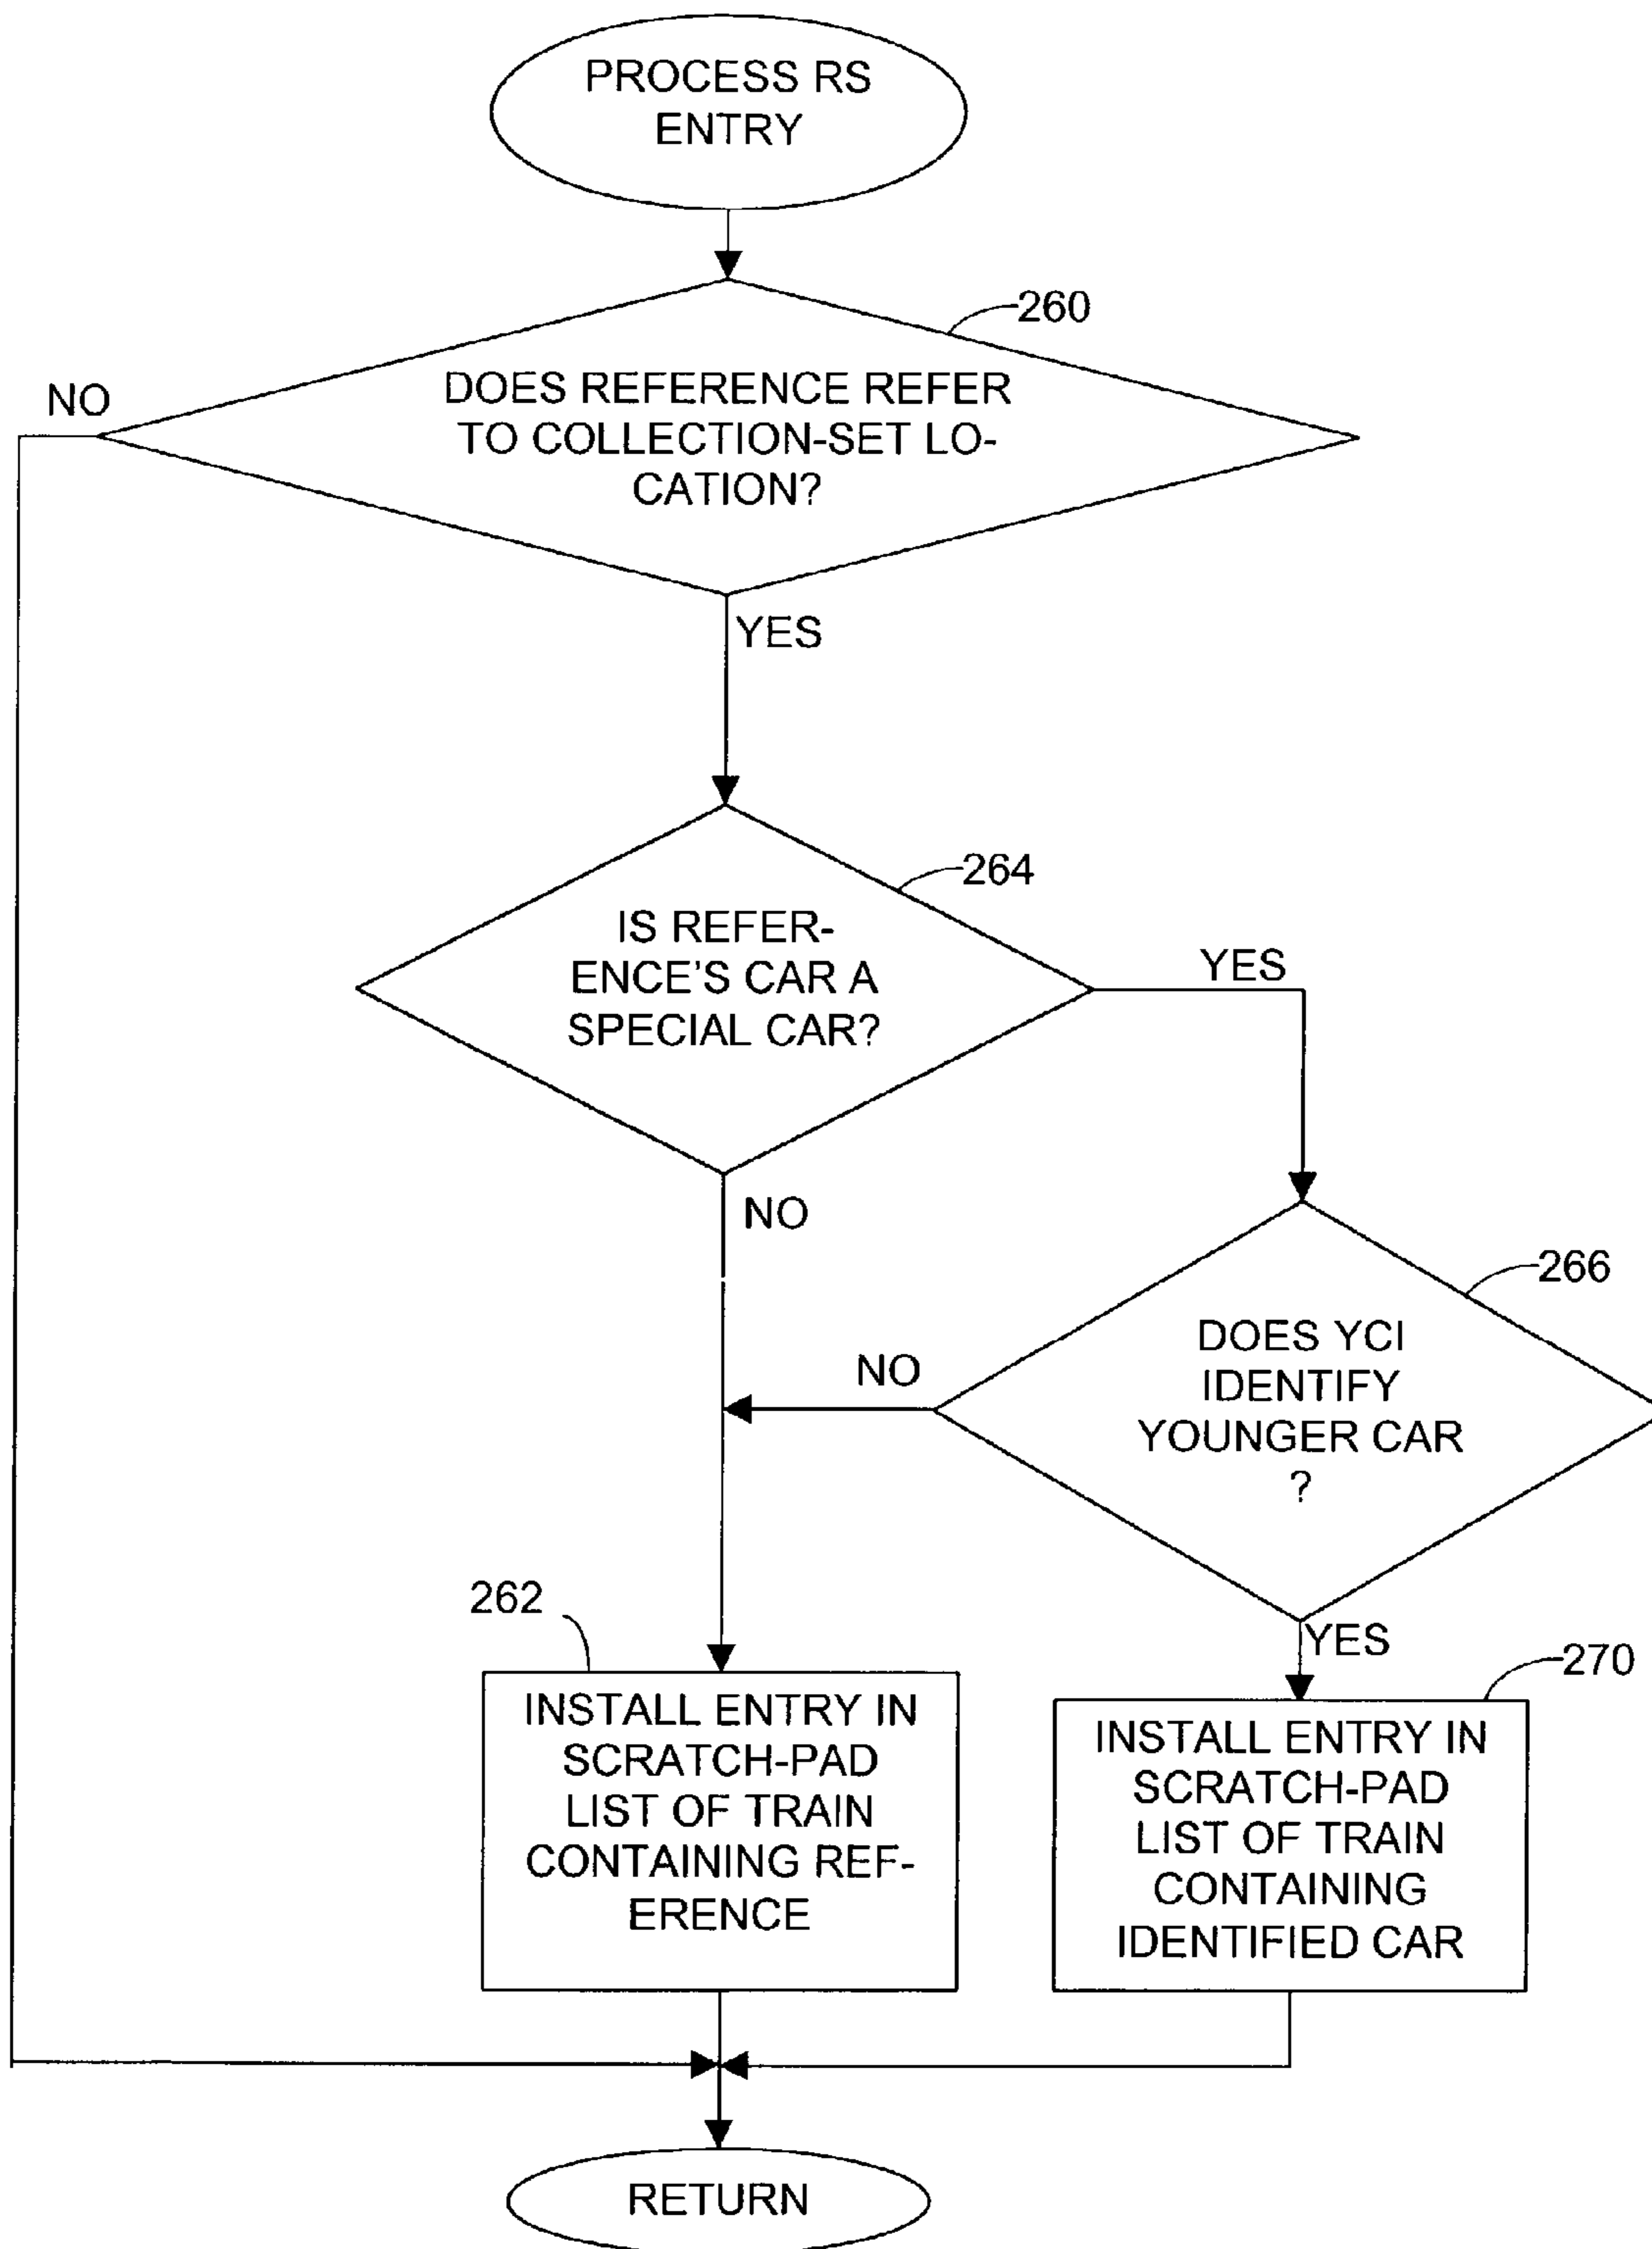 PROCESS RS
ENTRY
260
NO
DOES REFERENCE REFER
TO COLLECTION-SET LO-
CATION?
YES
264
IS REFER-
ENCE'S CAR A
SPECIAL CAR?
YES
NO
266
DOES YCI
IDENTIFY
YOUNGER CAR
?
NO
YES
262
INSTALL ENTRY IN
SCRATCH-PAD
LIST OF TRAIN
CONTAINING REF-
ERENCE
270
INSTALL ENTRY IN
SCRATCH-PAD
LIST OF TRAIN
CONTAINING
IDENTIFIED CAR
RETURN